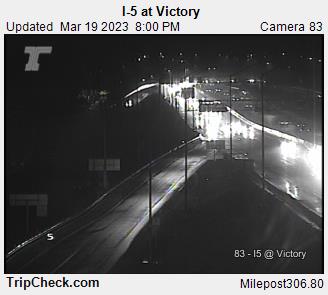 I-5 at Victory
Updated Mar 19 2023 8:00 PM Camera 83
S
83 - I5 @ Victory
TripCheck.com Milepost306.80